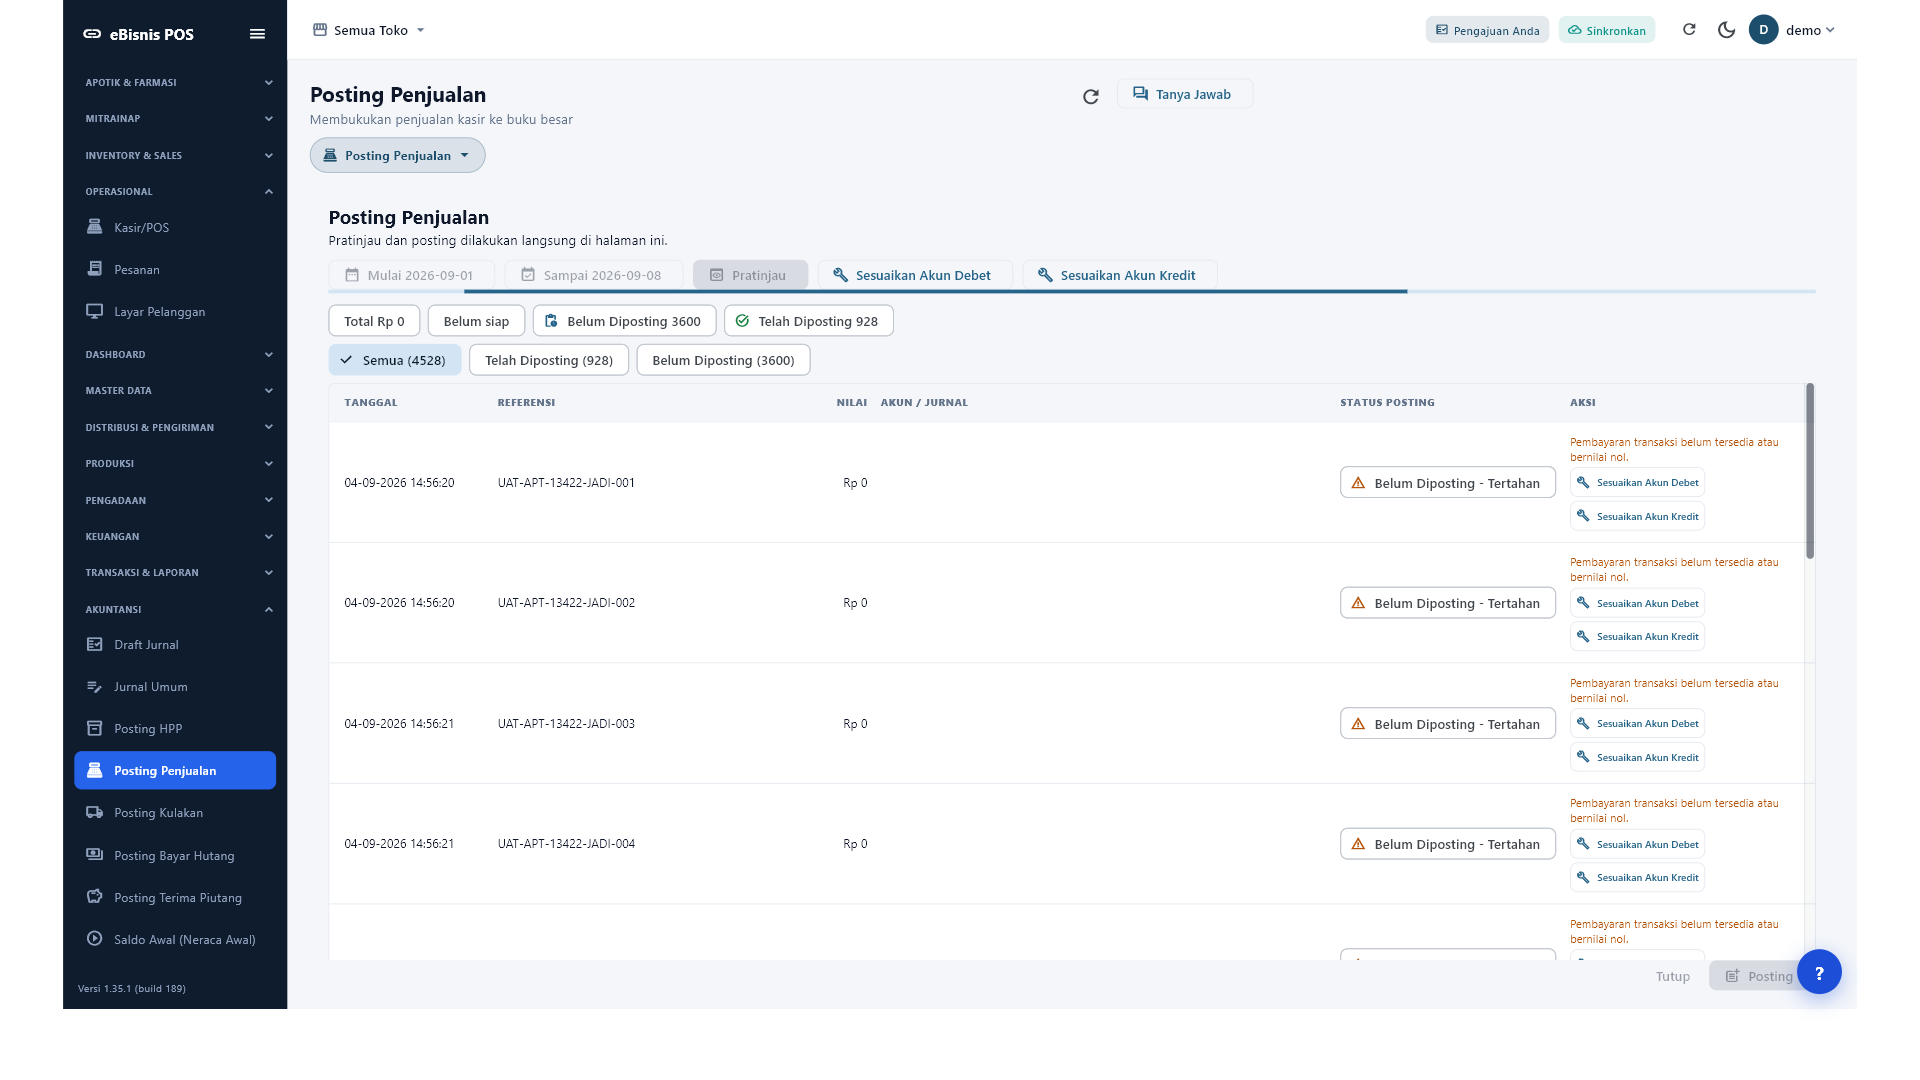 eBisnis POS
Semua Toko
Pengajuan Anda
Sinkronkan
D
demo
APOTIK & FARMASI
MITRAINAP
INVENTORY & SALES
OPERASIONAL
Kasir/POS
Pesanan
Layar Pelanggan
DASHBOARD
MASTER DATA
DISTRIBUSI & PENGIRIMAN
PRODUKSI
PENGADAAN
KEUANGAN
TRANSAKSI & LAPORAN
AKUNTANSI
Draft Jurnal
Jurnal Umum
Posting HPP
Posting Penjualan
Posting Kulakan
Posting Bayar Hutang
Posting Terima Piutang
Saldo Awal (Neraca Awal)
Versi 1.35.1 (build 189)
Posting Penjualan
Membukukan penjualan kasir ke buku besar
Tanya Jawab
Posting Penjualan
Posting Penjualan
Pratinjau dan posting dilakukan langsung di halaman ini.
Mulai 2026-09-01 Sampai 2026-09-08 Pratinjau Sesuaikan Akun Debet Sesuaikan Akun Kredit
Total Rp 0 Belum siap Belum Diposting 3600 Telah Diposting 928
Semua (4528) Telah Diposting (928) Belum Diposting (3600)
TANGGAL REFERENSI NILAI AKUN / JURNAL STATUS POSTING AKSI
04-09-2026 14:56:20 UAT-APT-13422-JADI-001 Rp 0 Belum Diposting - Tertahan
Pembayaran transaksi belum tersedia atau
bernilai nol.
Sesuaikan Akun Debet
Sesuaikan Akun Kredit
04-09-2026 14:56:20 UAT-APT-13422-JADI-002 Rp 0 Belum Diposting - Tertahan
Pembayaran transaksi belum tersedia atau
bernilai nol.
Sesuaikan Akun Debet
Sesuaikan Akun Kredit
04-09-2026 14:56:21 UAT-APT-13422-JADI-003 Rp 0 Belum Diposting - Tertahan
Pembayaran transaksi belum tersedia atau
bernilai nol.
Sesuaikan Akun Debet
Sesuaikan Akun Kredit
04-09-2026 14:56:21 UAT-APT-13422-JADI-004 Rp 0 Belum Diposting - Tertahan
Pembayaran transaksi belum tersedia atau
bernilai nol.
Sesuaikan Akun Debet
Sesuaikan Akun Kredit
Pembayaran transaksi belum tersedia atau
bernilai nol.
Tutup Posting ?